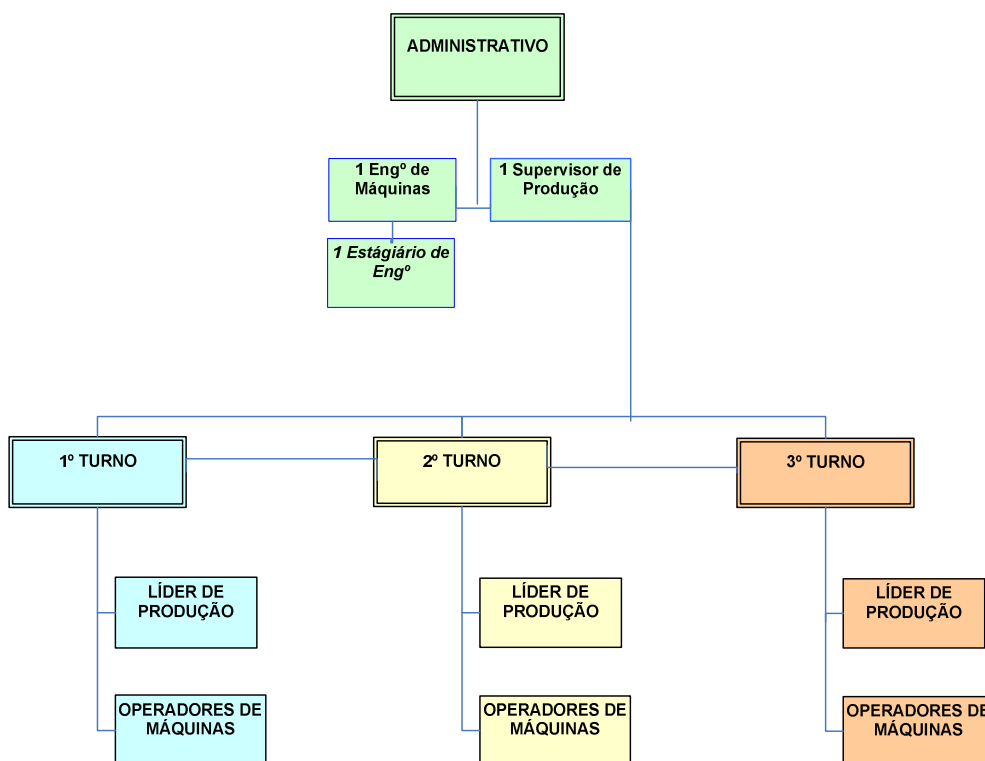 ADMINISTRATIVO
1 Engº de
Máquinas
1 Supervisor de
Produção
1 Estágiário de
Engº
1º TURNO
2º TURNO
3º TURNO
LÍDER DE
PRODUÇÃO
LÍDER DE
PRODUÇÃO
LÍDER DE
PRODUÇÃO
OPERADORES DE
MÁQUINAS
OPERADORES DE
MÁQUINAS
OPERADORES DE
MÁQUINAS